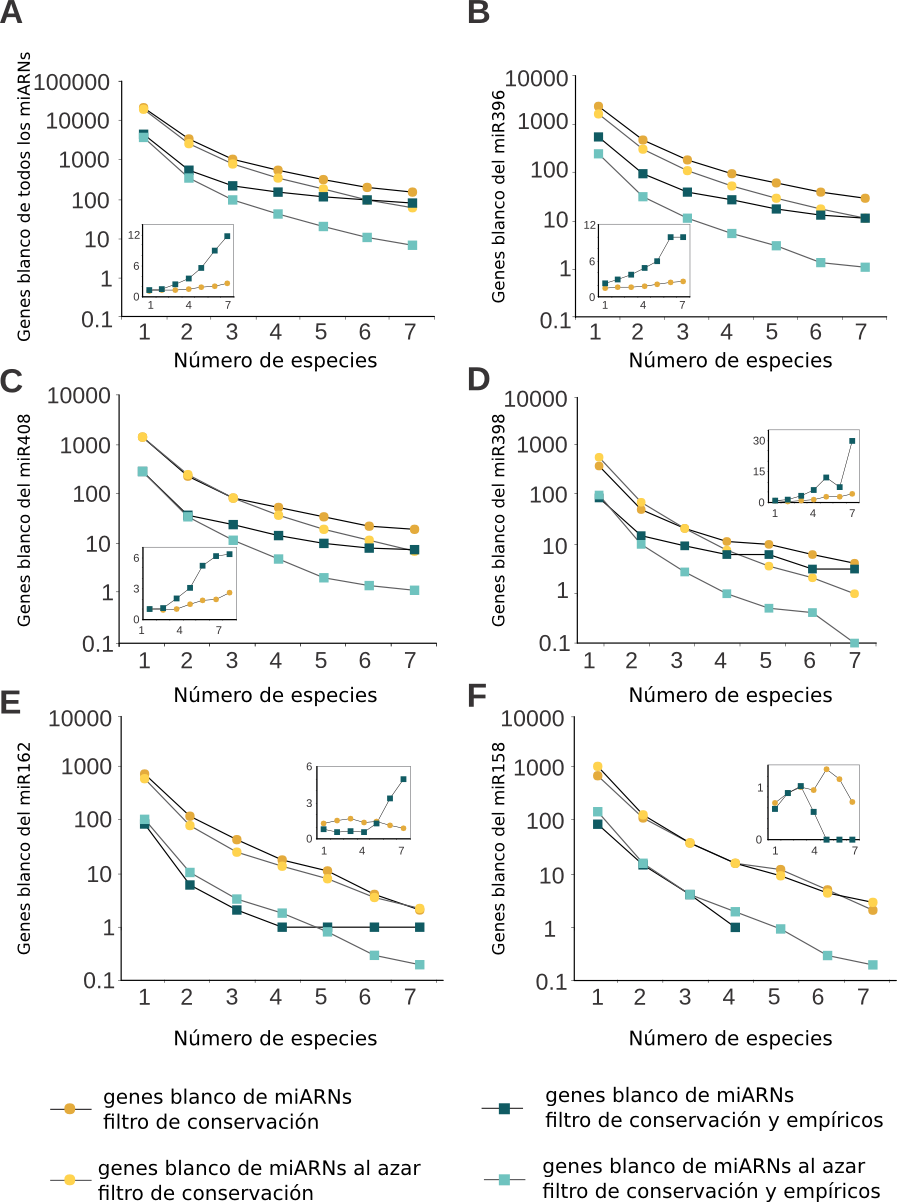 A
Genes blanco de todos los miARNs
100000
10000
1000
100
10
1
0.1
12
6
0
1 4 7
1 2 3 4 5 6 7
Número de especies
B
Genes blanco del miR396
10000
1000
100
10
1
0.1
12
6
0
1 4 7
1 2 3 4 5 6 7
Número de especies
C
Genes blanco del miR408
10000
1000
100
10
1
0.1
6
3
0
1 4 7
1 2 3 4 5 6 7
Número de especies
D
Genes blanco del miR398
10000
1000
100
10
1
0.1
30
15
0
1 4 7
1 2 3 4 5 6 7
Número de especies
E
Genes blanco del miR162
10000
1000
100
10
1
0.1
6
3
0
1 4 7
1 2 3 4 5 6 7
Número de especies
F
Genes blanco del miR158
10000
1000
100
10
1
0.1
1
0
1 4 7
1 2 3 4 5 6 7
Número de especies
genes blanco de miARNs
filtro de conservación
genes blanco de miARNs al azar
filtro de conservación
genes blanco de miARNs
filtro de conservación y empíricos
genes blanco de miARNs al azar
filtro de conservación y empíricos